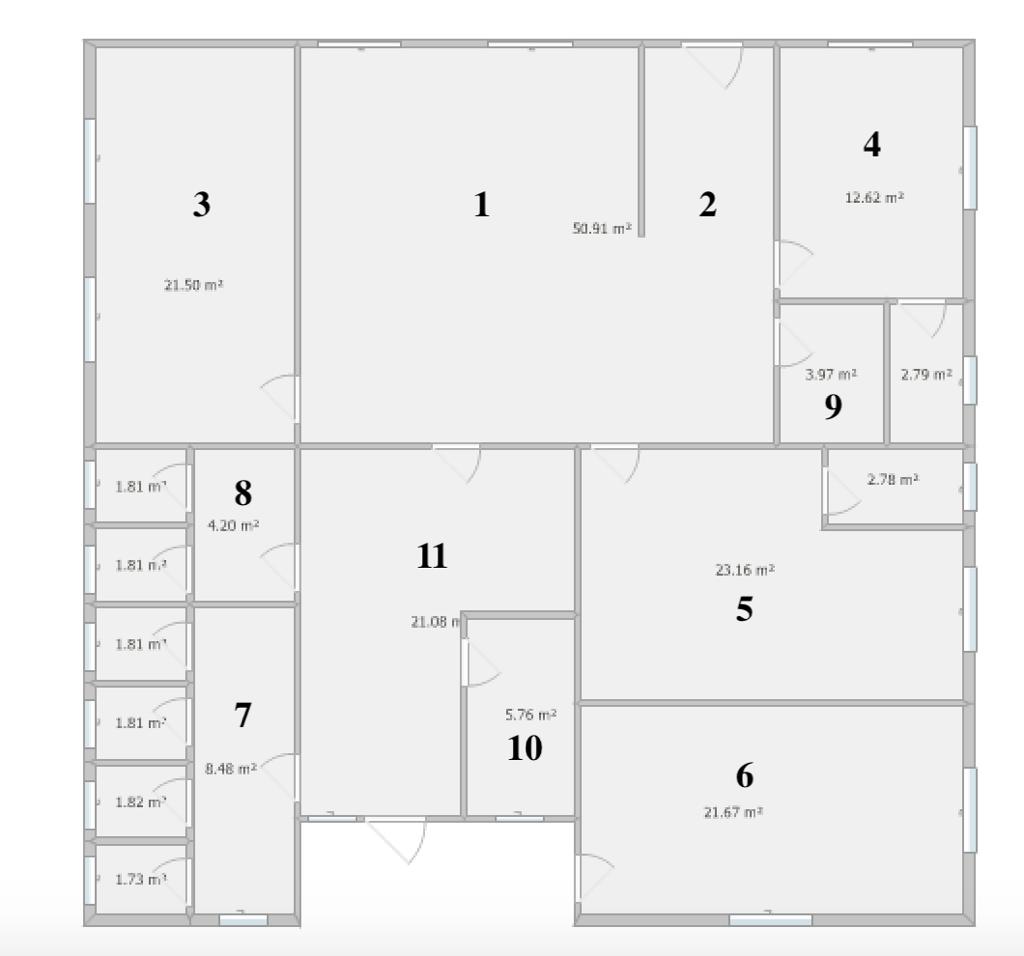 4
12.62 m²
3
1
2
50.91 m²
21.50 m²
3.97 m²
2.79 m²
9
1.81 m²
8
4.20 m²
2.78 m²
11
1.81 m²
23.16 m²
5
21.08 m
1.81 m²
7
5.76 m²
10
1.81 m²
8.48 m²
6
21.67 m²
1.82 m²
1.73 m²